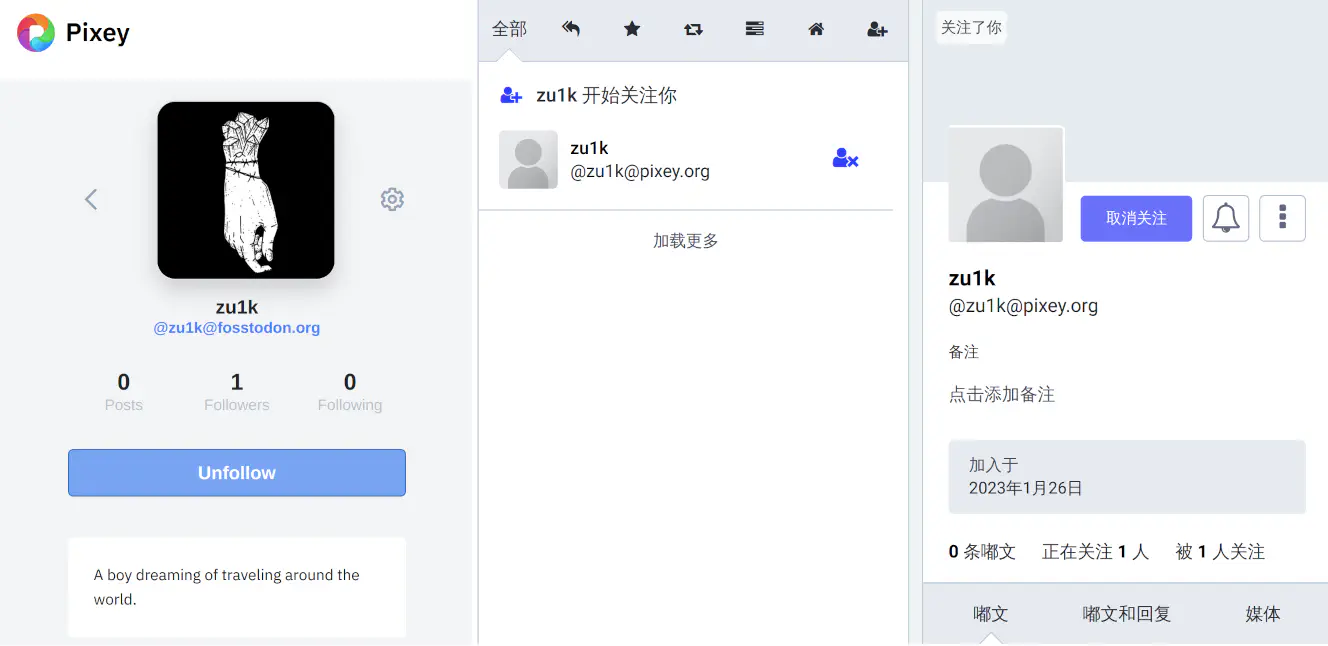 Pixey
zu1k
@zu1k@fosstodon.org
0 1 0
Posts Followers Following
Unfollow
A boy dreaming of traveling around the
world.
全部
zu1k 开始关注你
zu1k
@zu1k@pixey.org
加载更多
关注了你
取消关注
zu1k
@zu1k@pixey.org
备注
点击添加备注
加入于
2023年1月26日
0 条嘟文 正在关注 1 人 被 1 人关注
嘟文 嘟文和回复 媒体